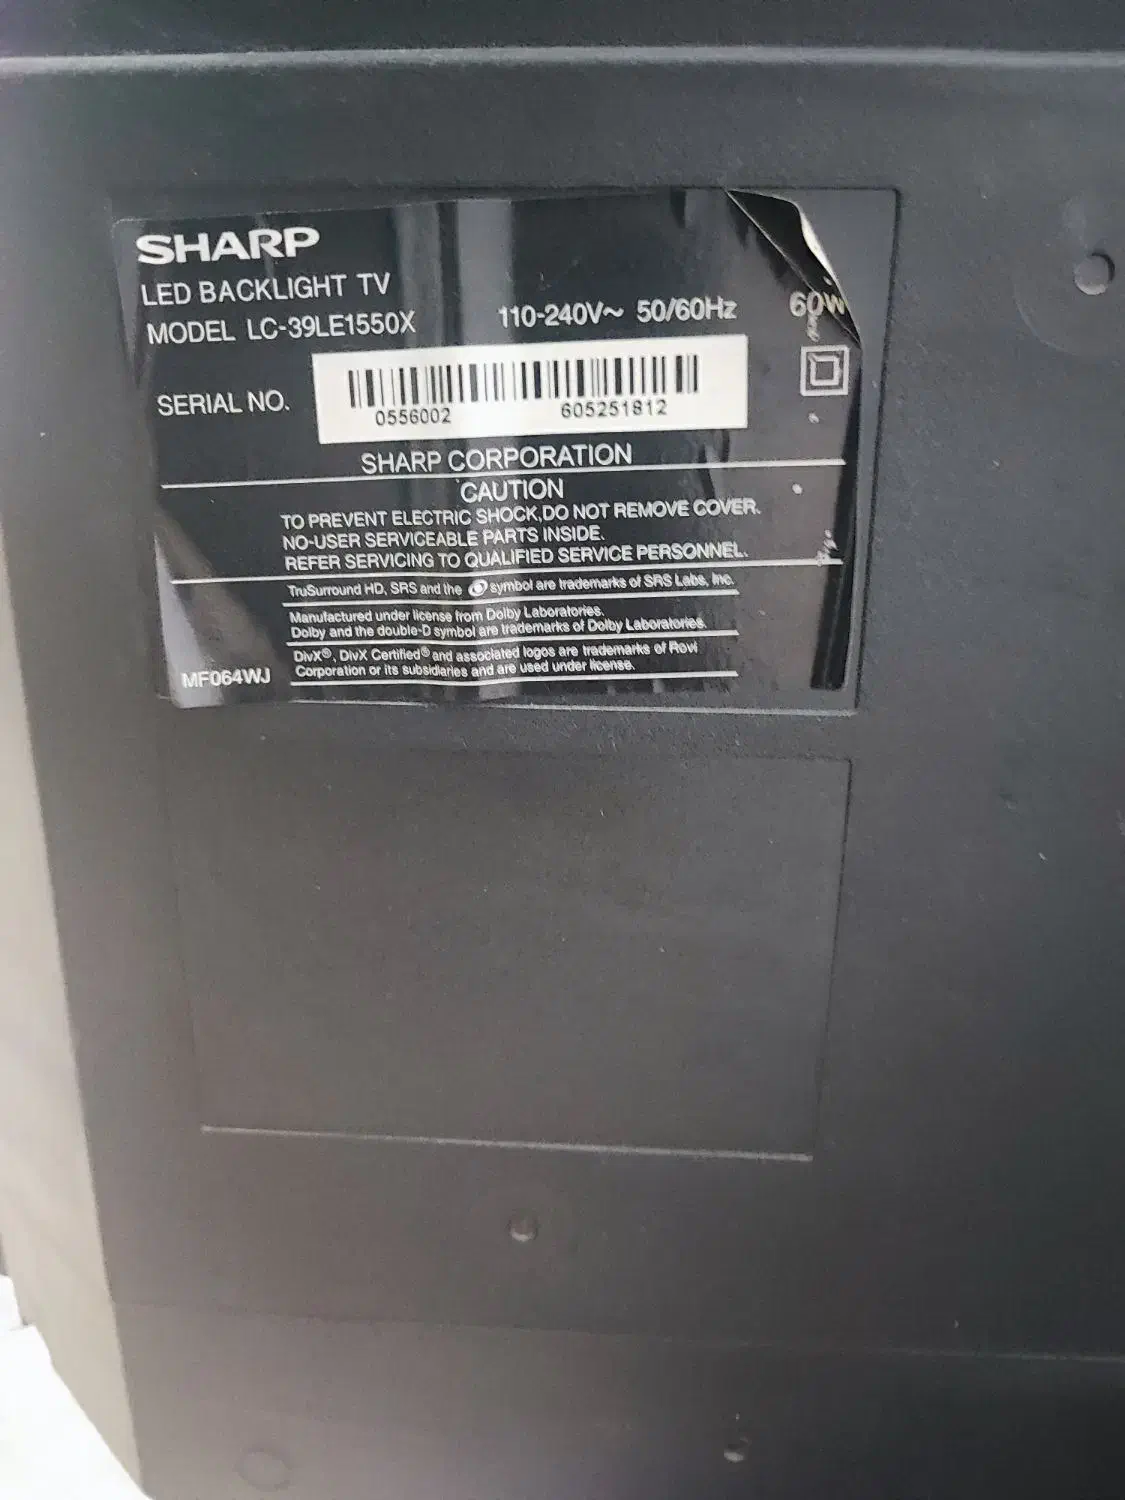 SHARP
LED BACKLIGHT TV
MODEL LC-39LE1550X 110-240V~ 50/60Hz 60W
SERIAL NO.
0556002 605251812
SHARP CORPORATION
CAUTION
TO PREVENT ELECTRIC SHOCK,DO NOT REMOVE COVER.
NO-USER SERVICEABLE PARTS INSIDE.
REFER SERVICING TO QUALIFIED SERVICE PERSONNEL.
TruSurround HD, SRS and the symbol are trademarks of SRS Labs, Inc.
Manufactured under license from Dolby Laboratories.
Dolby and the double-D symbol are trademarks of Dolby Laboratories.
DivX®, DivX Certified® and associated logos are trademarks of Rovi
Corporation or its subsidiaries and are used under license.
MF064WJ